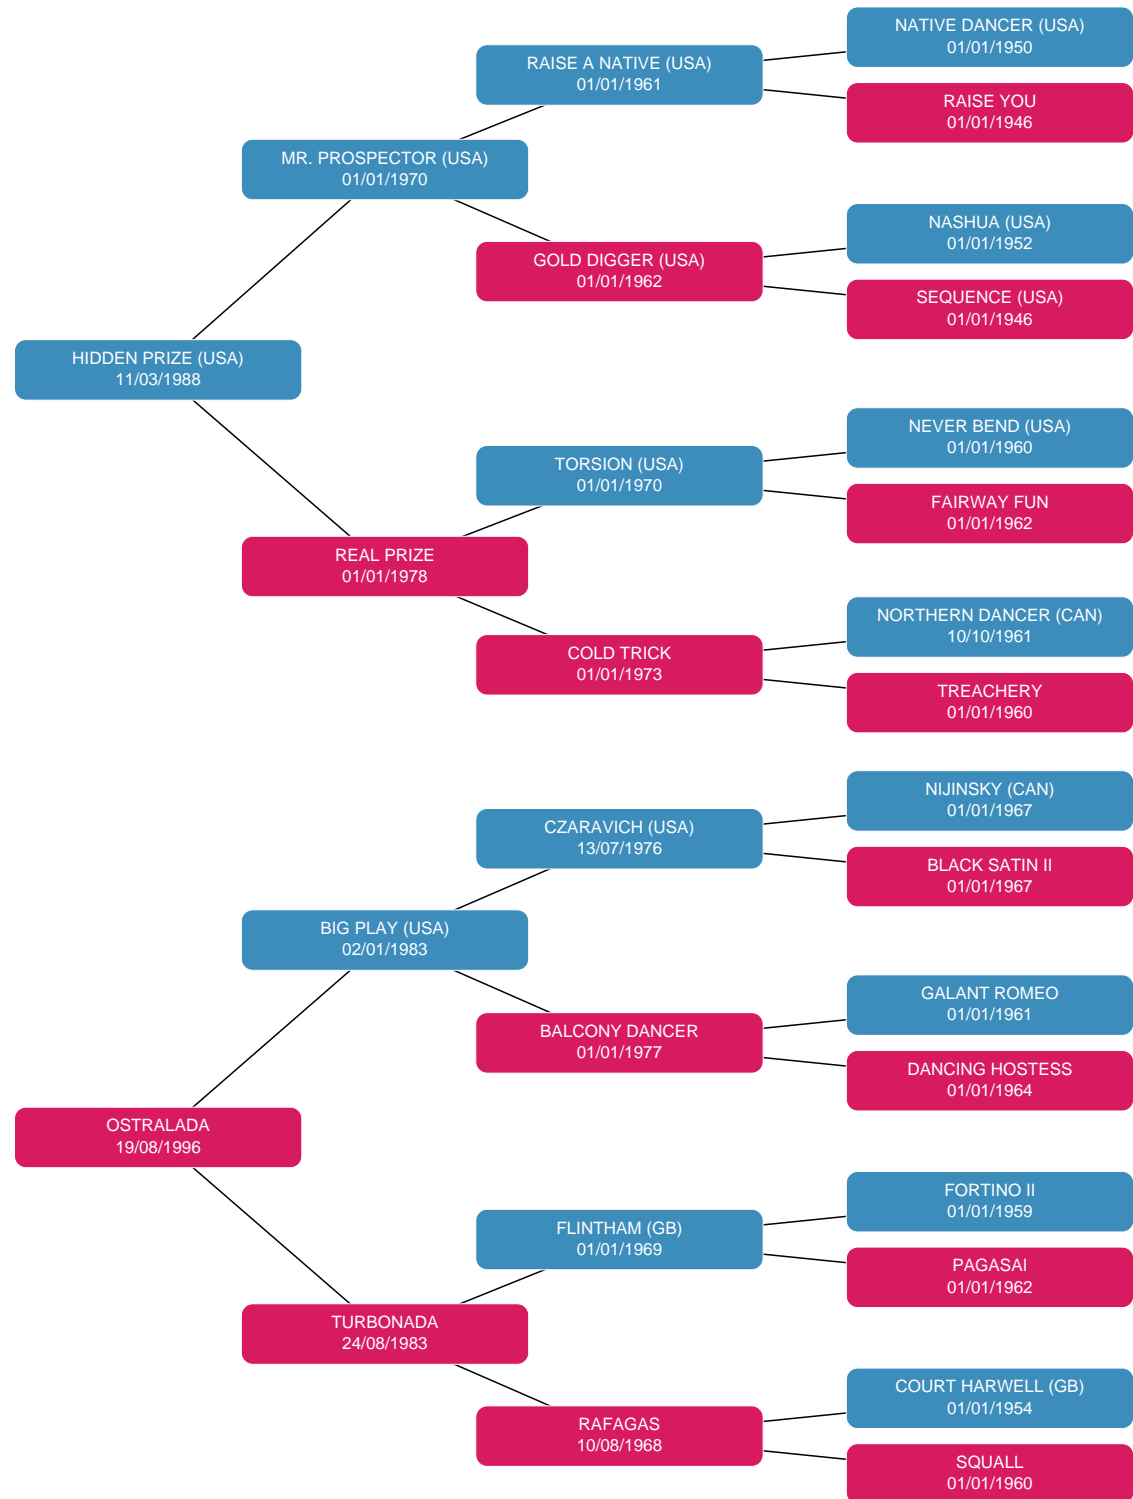 NATIVE DANCER (USA)
01/01/1950
RAISE A NATIVE (USA)
01/01/1961
RAISE YOU
01/01/1946
MR. PROSPECTOR (USA)
01/01/1970
NASHUA (USA)
01/01/1952
GOLD DIGGER (USA)
01/01/1962
SEQUENCE (USA)
01/01/1946
HIDDEN PRIZE (USA)
11/03/1988
NEVER BEND (USA)
01/01/1960
TORSION (USA)
01/01/1970
FAIRWAY FUN
01/01/1962
REAL PRIZE
01/01/1978
NORTHERN DANCER (CAN)
10/10/1961
COLD TRICK
01/01/1973
TREACHERY
01/01/1960
NIJINSKY (CAN)
01/01/1967
CZARAVICH (USA)
13/07/1976
BLACK SATIN II
01/01/1967
BIG PLAY (USA)
02/01/1983
GALANT ROMEO
01/01/1961
BALCONY DANCER
01/01/1977
DANCING HOSTESS
01/01/1964
OSTRALADA
19/08/1996
FORTINO II
01/01/1959
FLINTHAM (GB)
01/01/1969
PAGASAI
01/01/1962
TURBONADA
24/08/1983
COURT HARWELL (GB)
01/01/1954
RAFAGAS
10/08/1968
SQUALL
01/01/1960